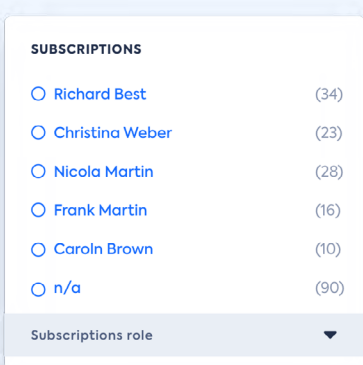 SUBSCRIPTIONS
Richard Best (34)
Christina Weber (23)
Nicola Martin (28)
Frank Martin (16)
Caroln Brown (10)
n/a (90)
Subscriptions role